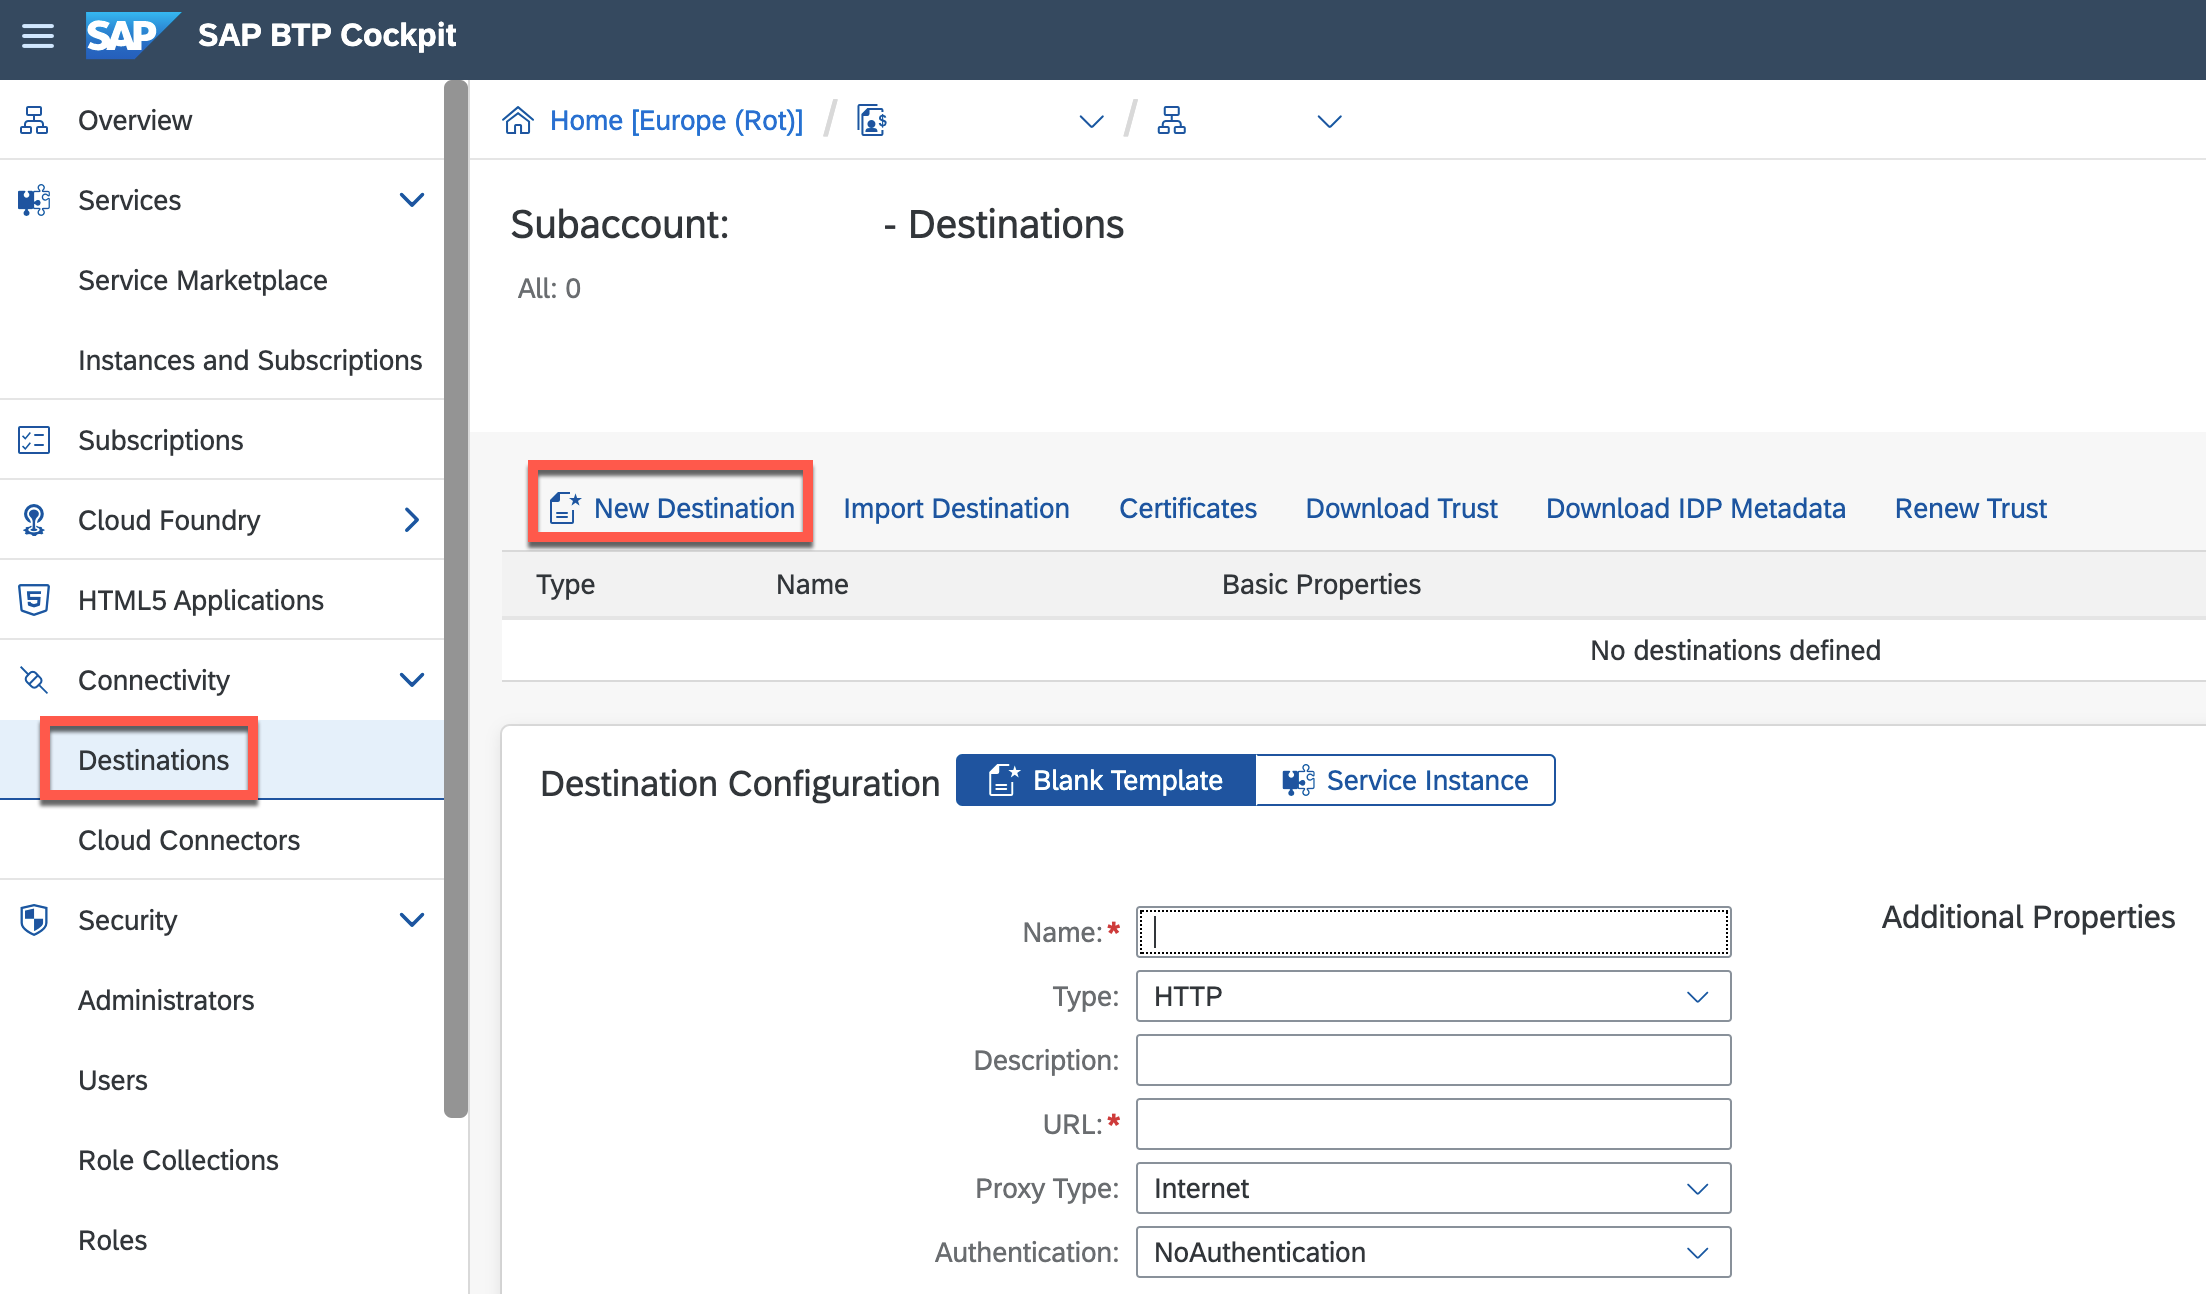 SAP SAP BTP Cockpit
Overview
Services
Service Marketplace
Instances and Subscriptions
Subscriptions
Cloud Foundry
HTML5 Applications
Connectivity
Destinations
Cloud Connectors
Security
Administrators
Users
Role Collections
Roles
Home [Europe (Rot)] / /
Subaccount: - Destinations
All: 0
New Destination Import Destination Certificates Download Trust Download IDP Metadata Renew Trust
Type Name Basic Properties
No destinations defined
Destination Configuration Blank Template Service Instance
Name:* Additional Properties
Type: HTTP
Description:
URL:*
Proxy Type: Internet
Authentication: NoAuthentication